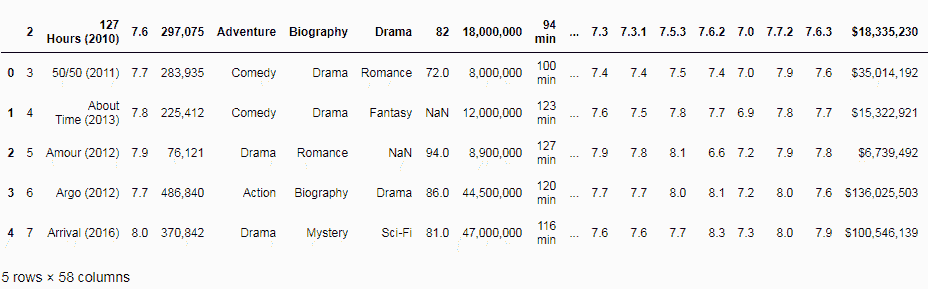 2 127 Hours (2010) 7.6 297,075 Adventure Biography Drama 82 18,000,000 94 min ... 7.3 7.3.1 7.5.3 7.6.2 7.0 7.7.2 7.6.3 $18,335,230
0 3 50/50 (2011) 7.7 283,935 Comedy Drama Romance 72.0 8,000,000 100 min ... 7.4 7.4 7.5 7.4 7.0 7.9 7.6 $35,014,192
1 4 About Time (2013) 7.8 225,412 Comedy Drama Fantasy NaN 12,000,000 123 min ... 7.6 7.5 7.8 7.7 6.9 7.8 7.7 $15,322,921
2 5 Amour (2012) 7.9 76,121 Drama Romance NaN 94.0 8,900,000 127 min ... 7.9 7.8 8.1 6.6 7.2 7.9 7.8 $6,739,492
3 6 Argo (2012) 7.7 486,840 Action Biography Drama 86.0 44,500,000 120 min ... 7.7 7.7 8.0 8.1 7.2 8.0 7.6 $136,025,503
4 7 Arrival (2016) 8.0 370,842 Drama Mystery Sci-Fi 81.0 47,000,000 116 min ... 7.6 7.6 7.7 8.3 7.3 8.0 7.9 $100,546,139
5 rows × 58 columns